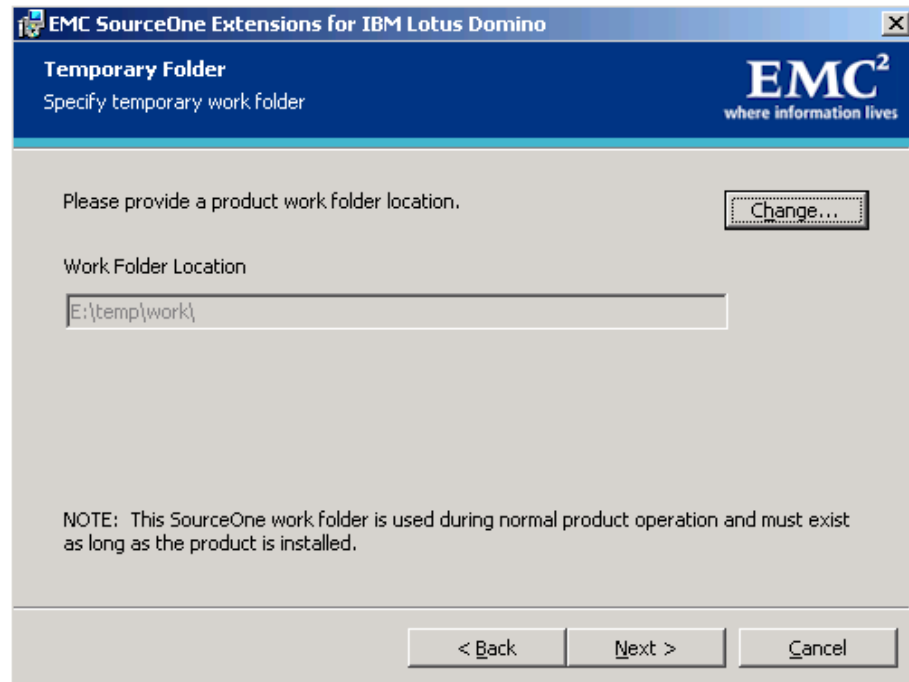 EMC SourceOne Extensions for IBM Lotus Domino
Temporary Folder
Specify temporary work folder
EMC²
where information lives
Please provide a product work folder location.
Change...
Work Folder Location
E:\temp\work\
NOTE:  This SourceOne work folder is used during normal product operation and must exist
as long as the product is installed.
< Back
Next >
Cancel